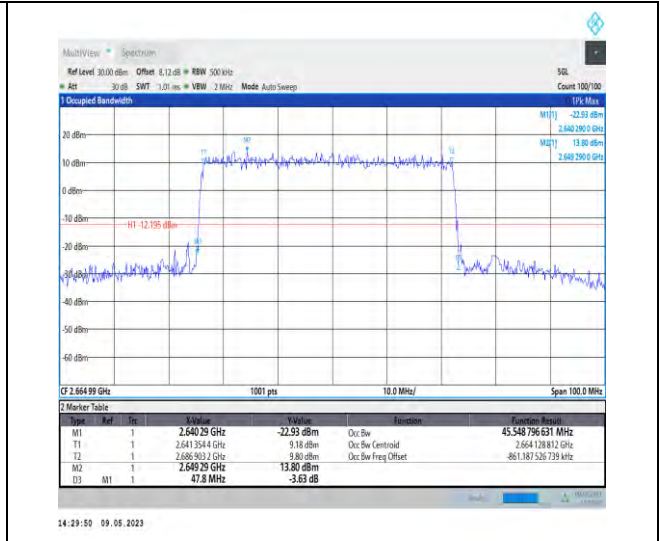 MultiView Spectrum
Ref Level 30.00 dBm Offset 8.12 dB RBW 500 kHz SGL
Att 30 dB SWT 1.01 ms VBW 2 MHz Mode Auto Sweep Count 100/100
1 Occupied Bandwidth 1Pk Max
M1[1] -22.93 dBm
2.640 290 0 GHz
M2[1] 13.80 dBm
2.649 290 0 GHz
20 dBm
M2
T1 T2
10 dBm
0 dBm
-10 dBm
H1 -12.195 dBm
-20 dBm
M1
-30 dBm
-40 dBm
-50 dBm
-60 dBm
CF 2.664 99 GHz 1001 pts 10.0 MHz/ Span 100.0 MHz
2 Marker Table
Type Ref Trc X-Value Y-Value Function Function Result
M1 1 2.640 29 GHz -22.93 dBm Occ Bw 45.548 796 631 MHz
T1 1 2.641 354 4 GHz 9.18 dBm Occ Bw Centroid 2.664 128 812 GHz
T2 1 2.686 903 2 GHz 9.80 dBm Occ Bw Freq Offset -861.187 526 739 kHz
M2 1 2.649 29 GHz 13.80 dBm
D3 M1 1 47.8 MHz -3.63 dB
14:29:50 09.05.2023